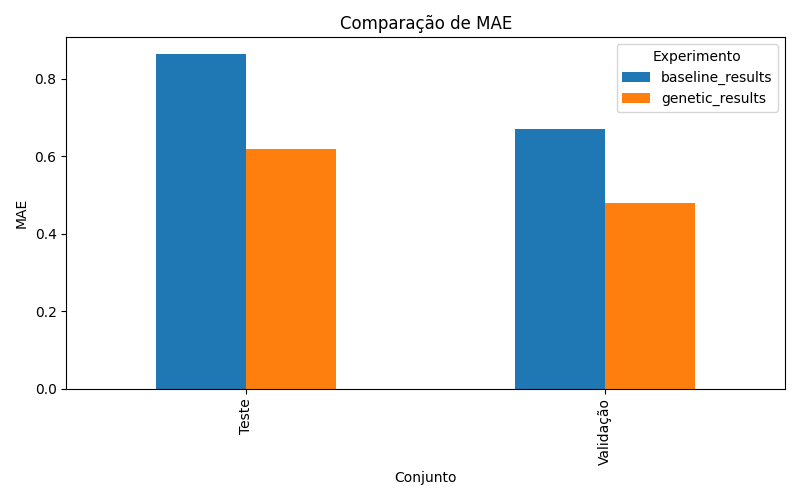 Comparação de MAE
Experimento
baseline_results
genetic_results
MAE
0.8
0.6
0.4
0.2
0.0
Teste
Validação
Conjunto